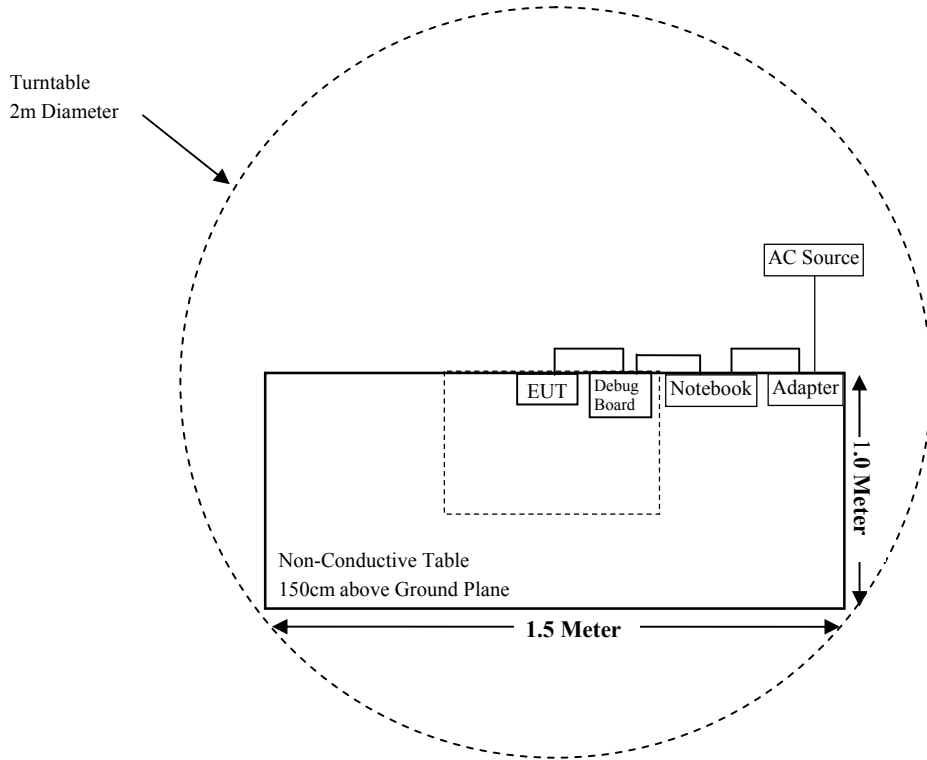 Turntable
2m Diameter
AC Source
EUT
Debug
Board
Notebook
Adapter
1.0 Meter
Non-Conductive Table
150cm above Ground Plane
1.5 Meter